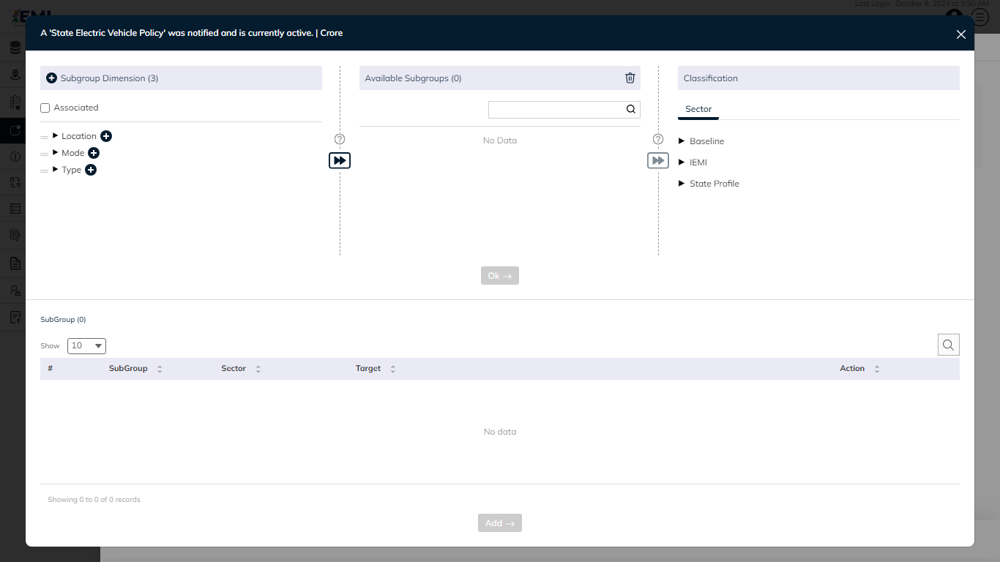 Last Login : October 8, 2024 at 9:50 AM
IEMI
A 'State Electric Vehicle Policy' was notified and is currently active. | Crore
Subgroup Dimension (3)
Available Subgroups (0)
Classification
Associated
Sector
Location
Mode
Type
?
No Data
?
Baseline
IEMI
State Profile
Ok
SubGroup (0)
Show 10
# SubGroup Sector Target Action
No data
Showing 0 to 0 of 0 records
Add